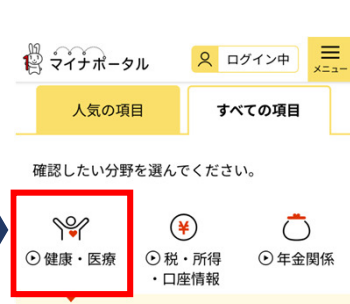 マイナポータル
ログイン中
メニュー
人気の項目
すべての項目
確認したい分野を選んでください。
健康・医療
税・所得
・口座情報
年金関係